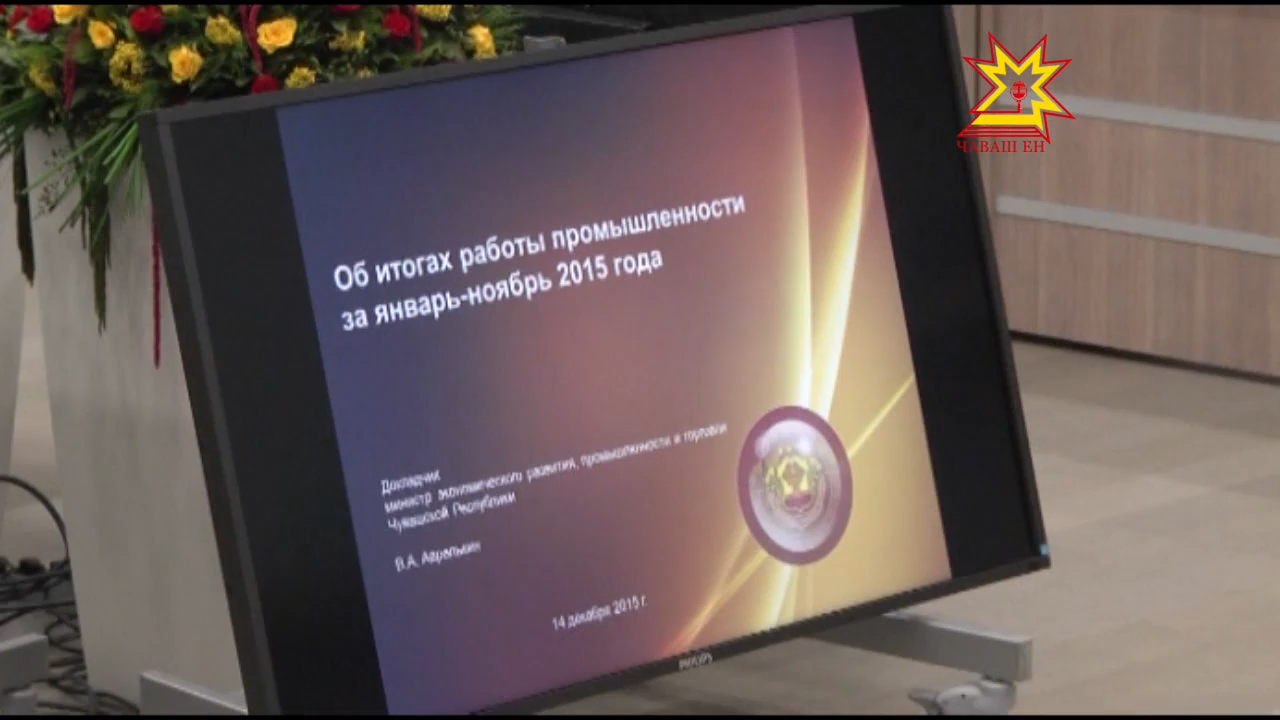 ЧĂВАШ ЕН
Об итогах работы промышленности
за январь-ноябрь 2015 года
Докладчик
министр экономического развития, промышленности и торговли
Чувашской Республики
В.А. Аврелькин
14 декабря 2015 г.
PHILIPS